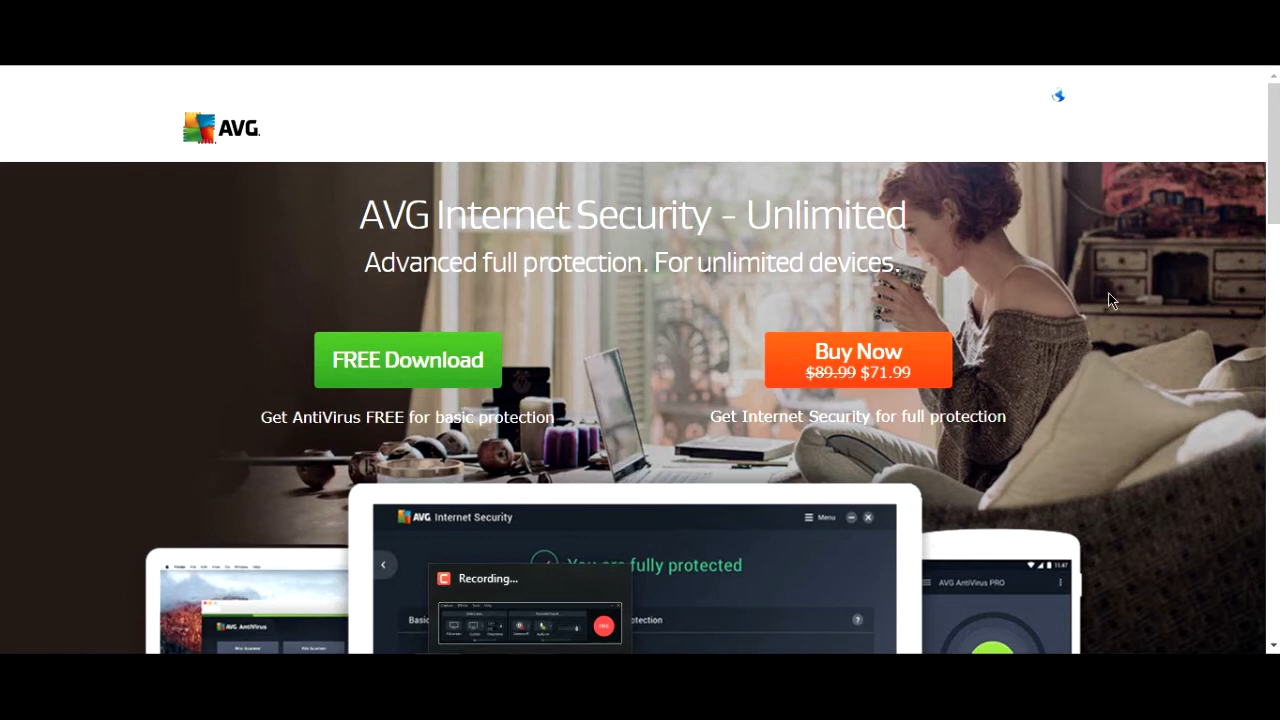 AVG
AVG Internet Security - Unlimited
Advanced full protection. For unlimited devices.
FREE Download
Buy Now
$89.99 $71.99
Get AntiVirus FREE for basic protection
Get Internet Security for full protection
AVG Internet Security
Menu
You are fully protected
Recording...
AVG AntiVirus PRO
11:47
AVG AntiVirus